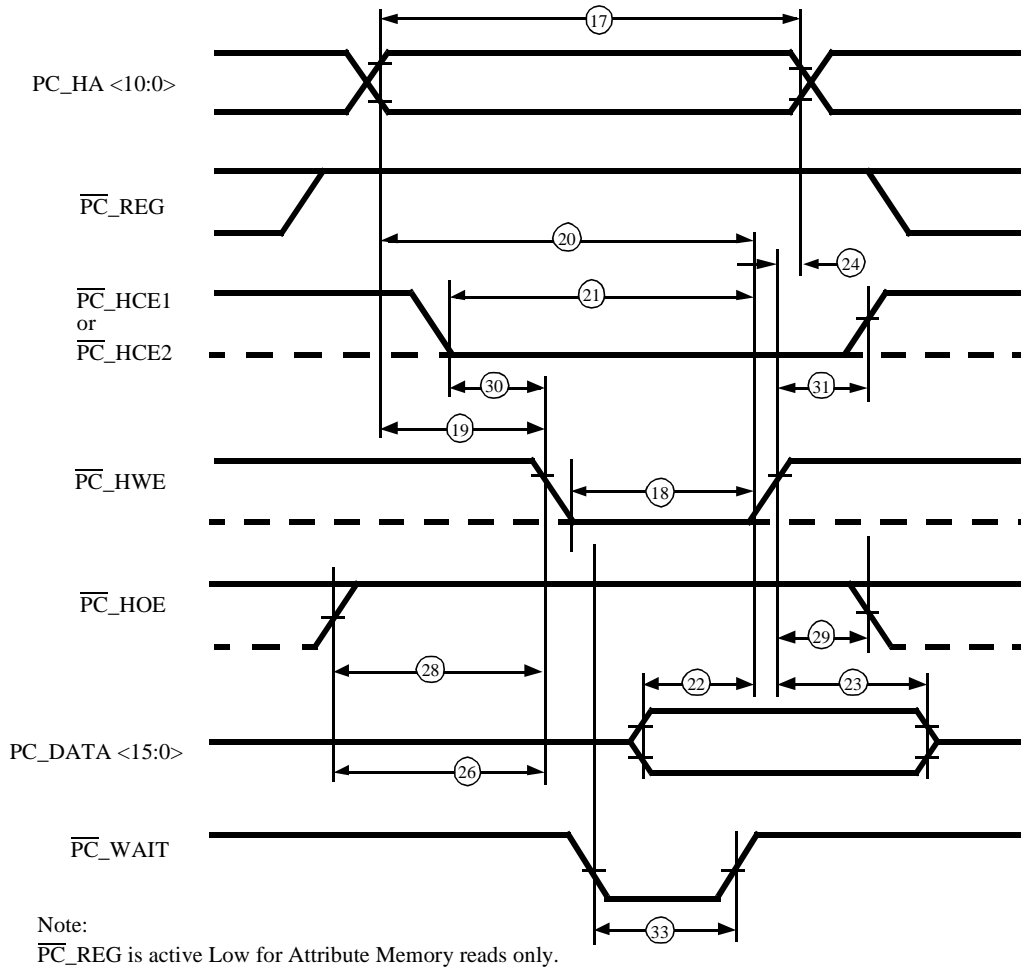 17
PC_HA <10:0>
PC_REG
20
24
PC_HCE1
or
PC_HCE2
21
30
31
19
PC_HWE
18
PC_HOE
29
28
22
23
PC_DATA <15:0>
26
PC_WAIT
33
Note:
PC_REG is active Low for Attribute Memory reads only.